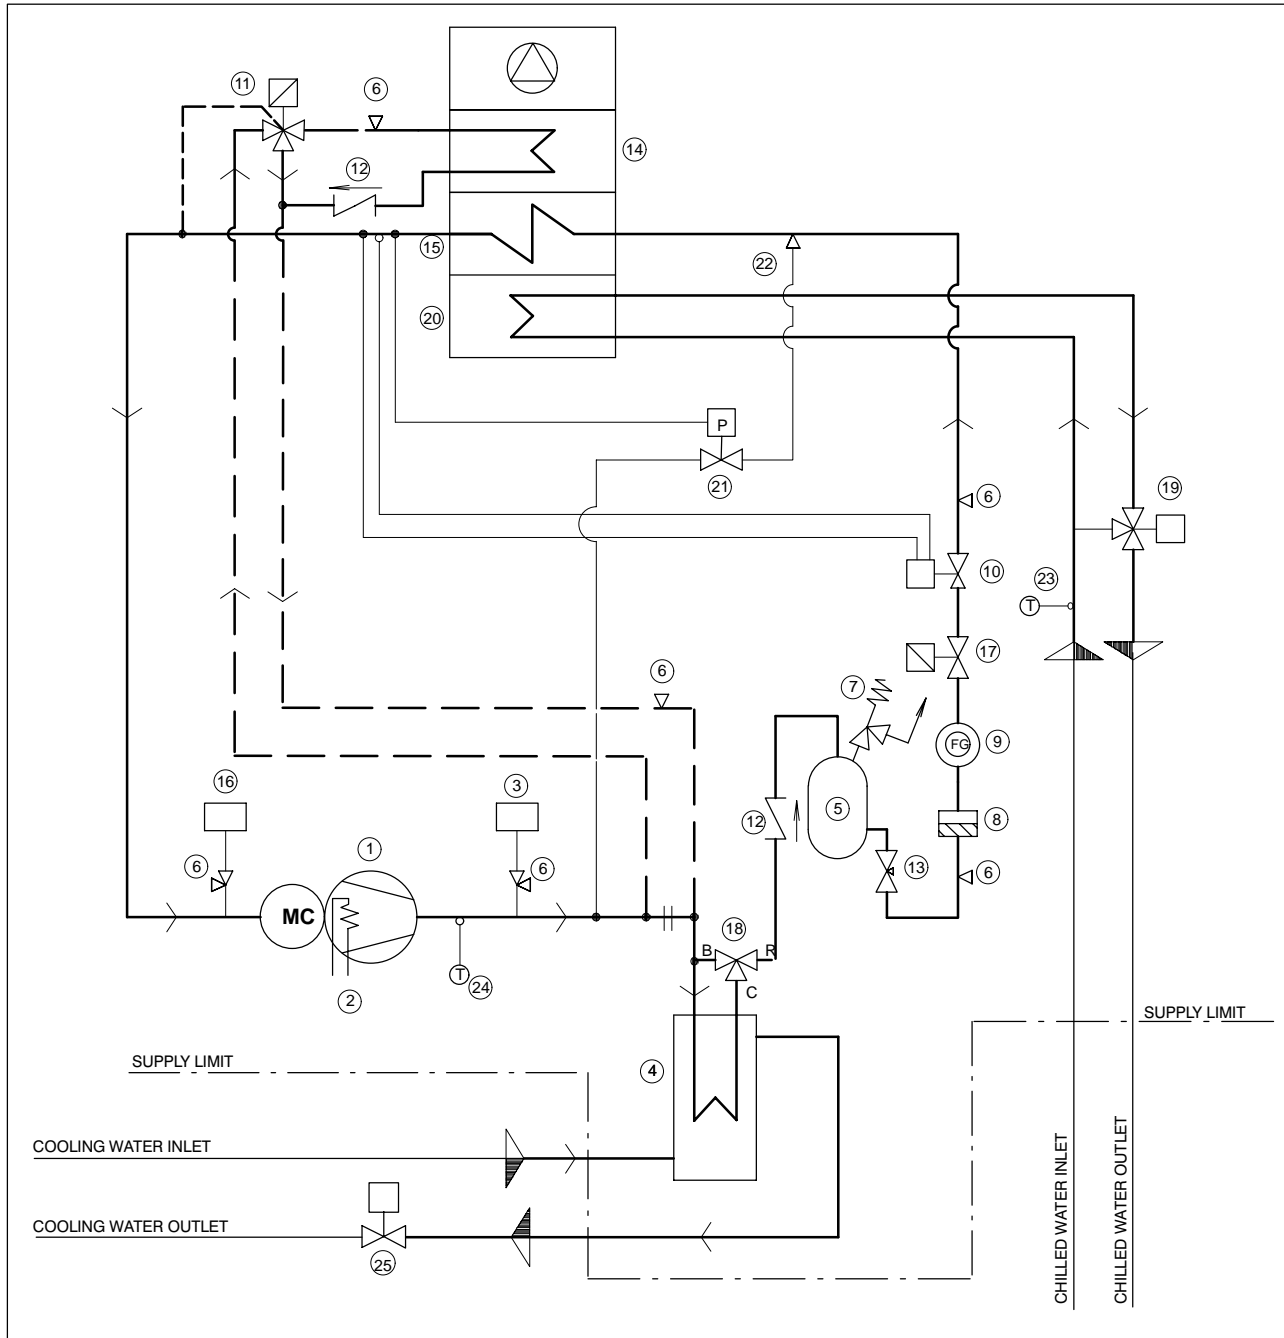 11
6
14
12
15
22
20
P
21
6
19
10
23
T
17
6
7
FG
9
16
3
5
12
8
1
6
6
13
6
MC
18
B
R
T
24
C
2
SUPPLY LIMIT
SUPPLY LIMIT
4
COOLING WATER INLET
COOLING WATER OUTLET
25
CHILLED WATER INLET
CHILLED WATER OUTLET